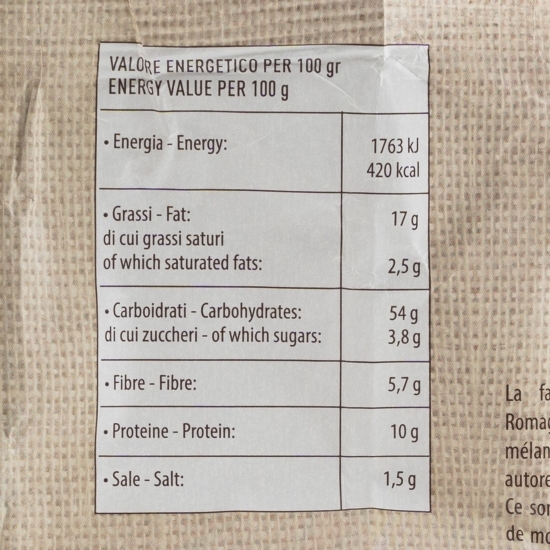 VALORE ENERGETICO PER 100 gr
ENERGY VALUE PER 100 g
• Energia - Energy:
1763 kJ
420 kcal
• Grassi - Fat:
17 g
di cui grassi saturi
of which saturated fats:
2,5 g
• Carboidrati - Carbohydrates:
54 g
di cui zuccheri - of which sugars:
3,8 g
• Fibre - Fibre:
5,7 g
• Proteine - Protein:
10 g
• Sale - Salt:
1,5 g
La
Ce
de